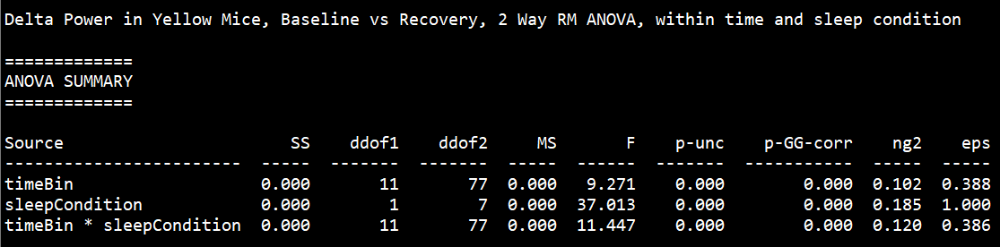 Delta Power in Yellow Mice, Baseline vs Recovery, 2 Way RM ANOVA, within time and sleep condition
=============
ANOVA SUMMARY
=============
Source                       SS    ddof1    ddof2     MS       F    p-unc    p-GG-corr    ng2    eps
------------------------  -----  -------  -------  -----  ------  -------  -----------  -----  -----
timeBin                   0.000       11       77  0.000   9.271    0.000        0.000  0.102  0.388
sleepCondition            0.000        1        7  0.000  37.013    0.000        0.000  0.185  1.000
timeBin * sleepCondition  0.000       11       77  0.000  11.447    0.000        0.000  0.120  0.386